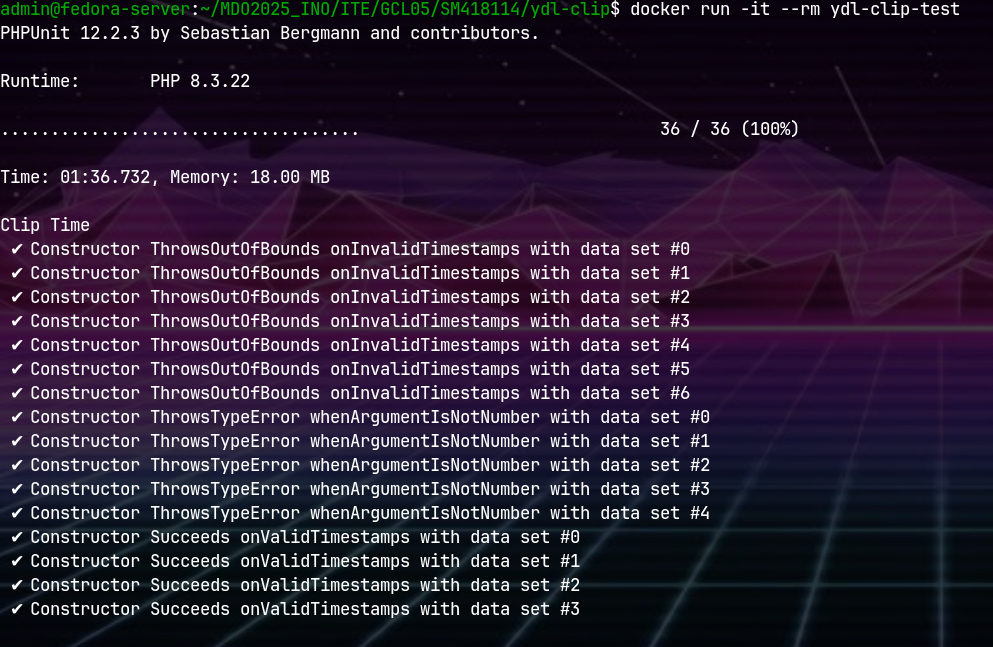 admin@fedora-server:~/MDO2025_INO/ITE/GCL05/SM418114/ydl-clip$ docker run -it --rm ydl-clip-test
PHPUnit 12.2.3 by Sebastian Bergmann and contributors.
Runtime:       PHP 8.3.22
....................................                              36 / 36 (100%)
Time: 01:36.732, Memory: 18.00 MB
Clip Time
✔ Constructor ThrowsOutOfBounds onInvalidTimestamps with data set #0
✔ Constructor ThrowsOutOfBounds onInvalidTimestamps with data set #1
✔ Constructor ThrowsOutOfBounds onInvalidTimestamps with data set #2
✔ Constructor ThrowsOutOfBounds onInvalidTimestamps with data set #3
✔ Constructor ThrowsOutOfBounds onInvalidTimestamps with data set #4
✔ Constructor ThrowsOutOfBounds onInvalidTimestamps with data set #5
✔ Constructor ThrowsOutOfBounds onInvalidTimestamps with data set #6
✔ Constructor ThrowsTypeError whenArgumentIsNotNumber with data set #0
✔ Constructor ThrowsTypeError whenArgumentIsNotNumber with data set #1
✔ Constructor ThrowsTypeError whenArgumentIsNotNumber with data set #2
✔ Constructor ThrowsTypeError whenArgumentIsNotNumber with data set #3
✔ Constructor ThrowsTypeError whenArgumentIsNotNumber with data set #4
✔ Constructor Succeeds onValidTimestamps with data set #0
✔ Constructor Succeeds onValidTimestamps with data set #1
✔ Constructor Succeeds onValidTimestamps with data set #2
✔ Constructor Succeeds onValidTimestamps with data set #3